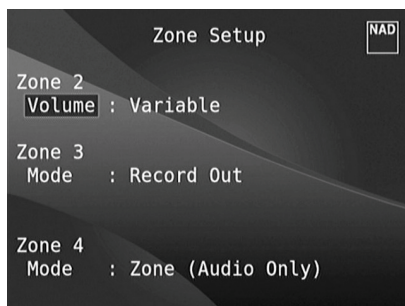 Zone Setup
NAD
Zone 2
Volume : Variable
Zone 3
Mode : Record Out
Zone 4
Mode : Zone (Audio Only)